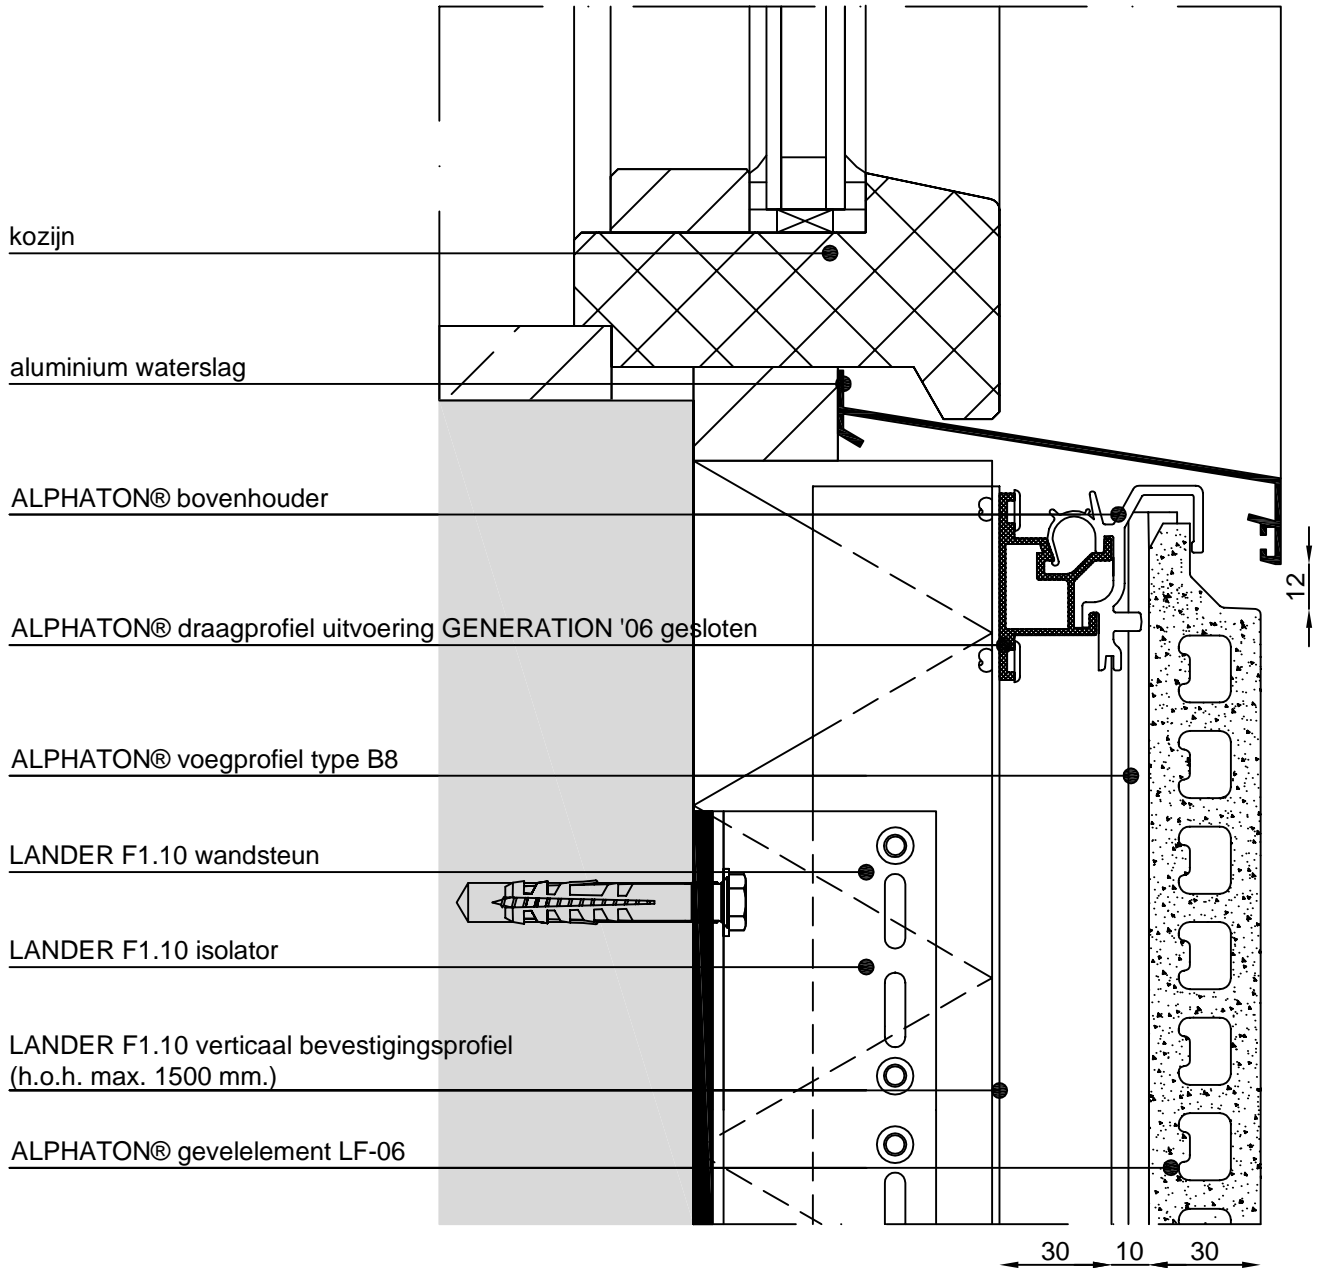 kozijn
aluminium waterslag
ALPHATON® bovenhouder
12
ALPHATON® draagprofiel uitvoering GENERATION '06 gesloten
ALPHATON® voegprofiel type B8
LANDER F1.10 wandsteun
LANDER F1.10 isolator
LANDER F1.10 verticaal bevestigingsprofiel
(h.o.h. max. 1500 mm.)
ALPHATON® gevelelement LF-06
30 10 30